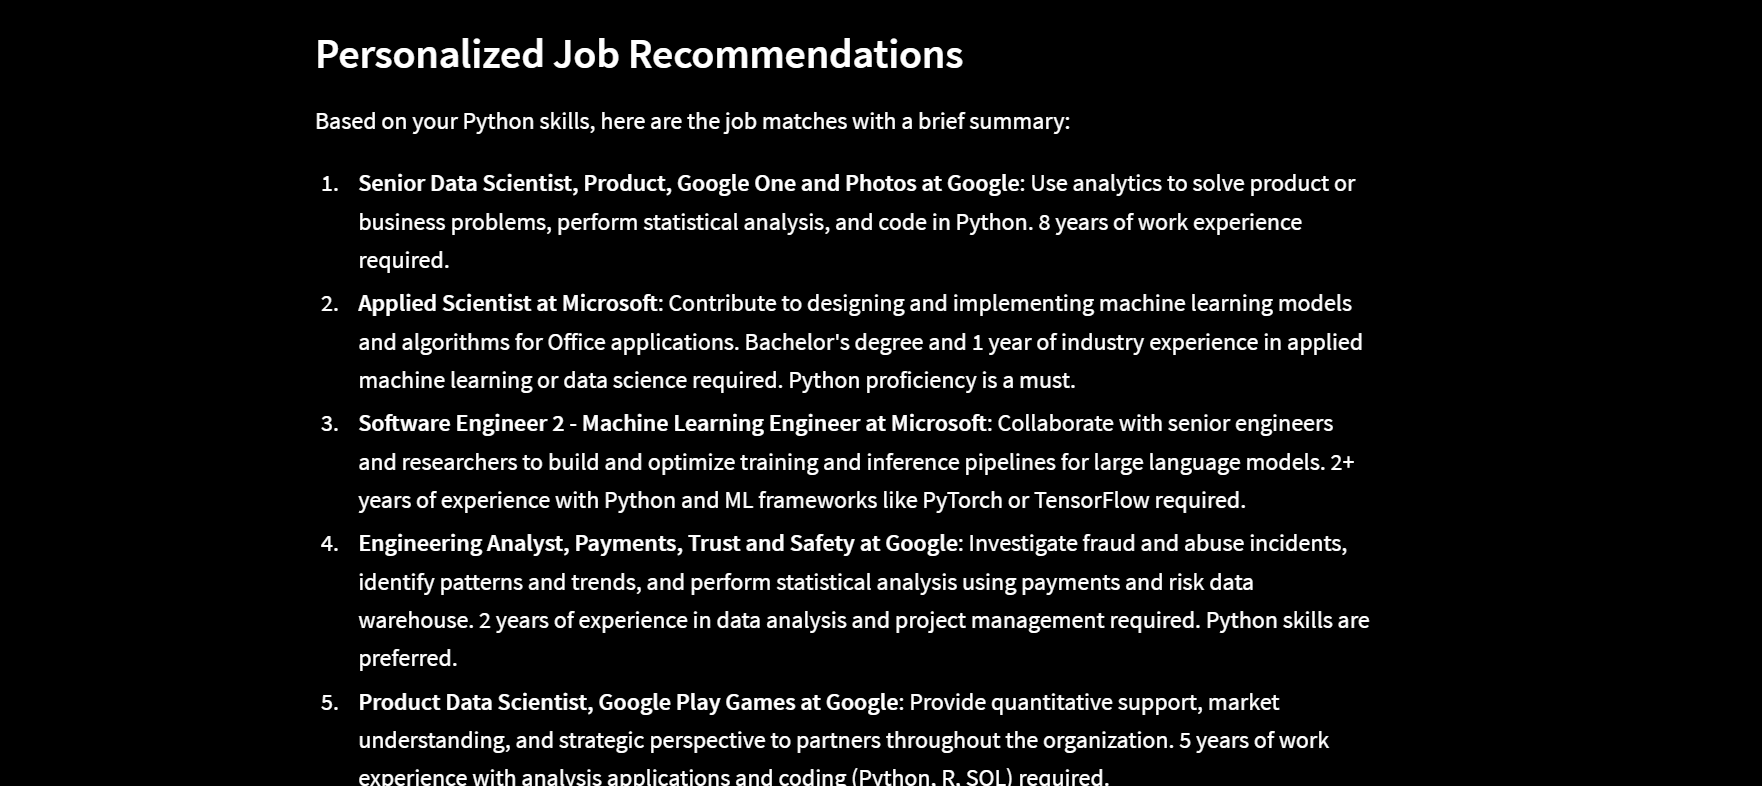 Personalized Job Recommendations
Based on your Python skills, here are the job matches with a brief summary:
1. Senior Data Scientist, Product, Google One and Photos at Google: Use analytics to solve product or
business problems, perform statistical analysis, and code in Python. 8 years of work experience
required.
2. Applied Scientist at Microsoft: Contribute to designing and implementing machine learning models
and algorithms for Office applications. Bachelor's degree and 1 year of industry experience in applied
machine learning or data science required. Python proficiency is a must.
3. Software Engineer 2 - Machine Learning Engineer at Microsoft: Collaborate with senior engineers
and researchers to build and optimize training and inference pipelines for large language models. 2+
years of experience with Python and ML frameworks like PyTorch or TensorFlow required.
4. Engineering Analyst, Payments, Trust and Safety at Google: Investigate fraud and abuse incidents,
identify patterns and trends, and perform statistical analysis using payments and risk data
warehouse. 2 years of experience in data analysis and project management required. Python skills are
preferred.
5. Product Data Scientist, Google Play Games at Google: Provide quantitative support, market
understanding, and strategic perspective to partners throughout the organization. 5 years of work
experience with analysis applications and coding (Python, R, SQL) required.